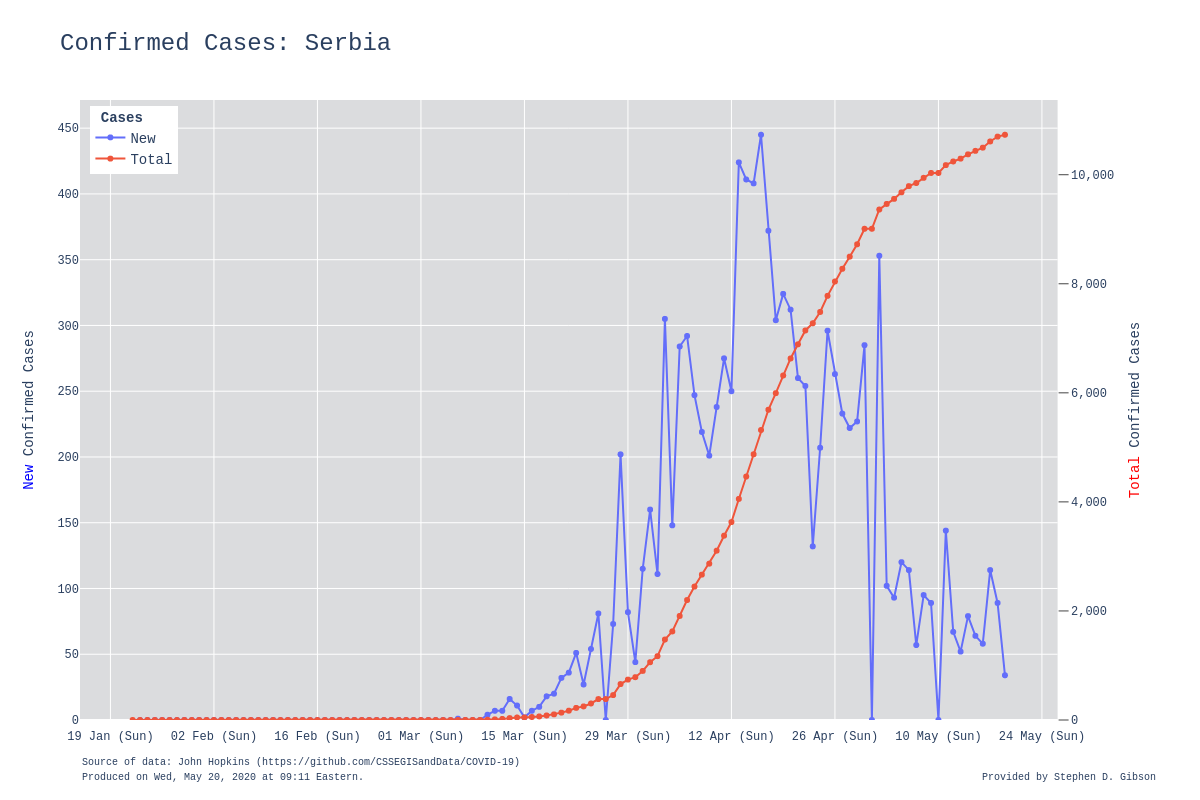 Confirmed Cases: Serbia
Cases
New
Total
450
400
350
300
250
200
150
100
50
0
10,000
8,000
6,000
4,000
2,000
0
New Confirmed Cases
Total Confirmed Cases
19 Jan (Sun) 02 Feb (Sun) 16 Feb (Sun) 01 Mar (Sun) 15 Mar (Sun) 29 Mar (Sun) 12 Apr (Sun) 26 Apr (Sun) 10 May (Sun) 24 May (Sun)
Source of data: John Hopkins (https://github.com/CSSEGISandData/COVID-19)
Produced on Wed, May 20, 2020 at 09:11 Eastern.
Provided by Stephen D. Gibson